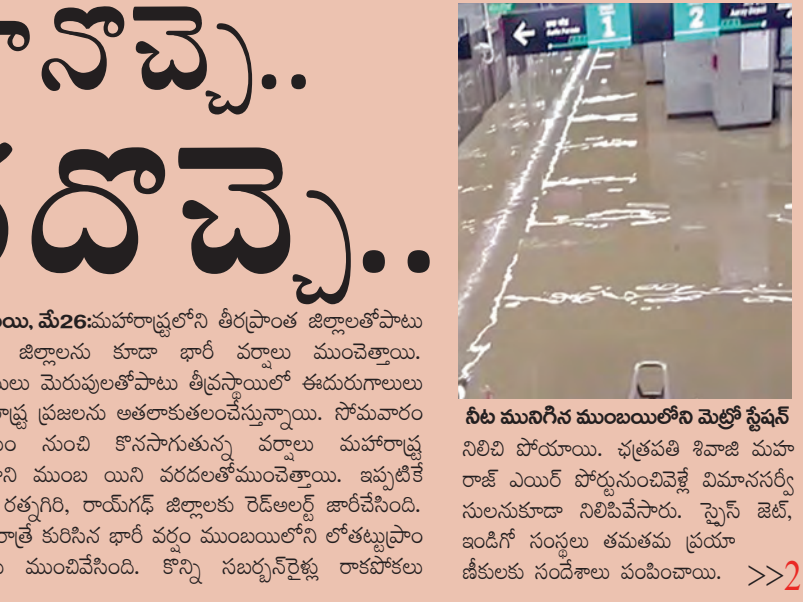 నొచ్చె..
దొచ్చె..
మే26:మహారాష్ట్రలోని తీరప్రాంత జిల్లాలతోపాటు
జిల్లాలను కూడా భారీ వర్షాలు ముంచెత్తాయి.
మెరుపులతోపాటు తీవ్రస్థాయిలో ఈదురుగాలులు
ప్రజలను అతలాకుతలంచేస్తున్నాయి. సోమవారం
నుంచి కొనసాగుతున్న వర్షాలు మహారాష్ట్ర
ముంబ యిని వరదలతోముంచెత్తాయి. ఇప్పటికే
రత్నగిరి, రాయ్‌గఢ్ జిల్లాలకు రెడ్‌అలర్ట్ జారీచేసింది.
కురిసిన భారీ వర్షం ముంబయిలోని లోతట్టుప్రాం
ముంచివేసింది. కొన్ని సబర్బన్‌రైళ్లు రాకపోకలు
1
2
నీట మునిగిన ముంబయిలోని మెట్రో స్టేషన్
నిలిచి పోయాయి. ఛత్రపతి శివాజి మహ
రాజ్ ఎయిర్ పోర్టునుంచివెళ్లే విమానసర్వీ
సులనుకూడా నిలిపివేసారు. స్పైస్ జెట్,
ఇండిగో సంస్థలు తమతమ ప్రయా
ణీకులకు సందేశాలు పంపించాయి. >>2